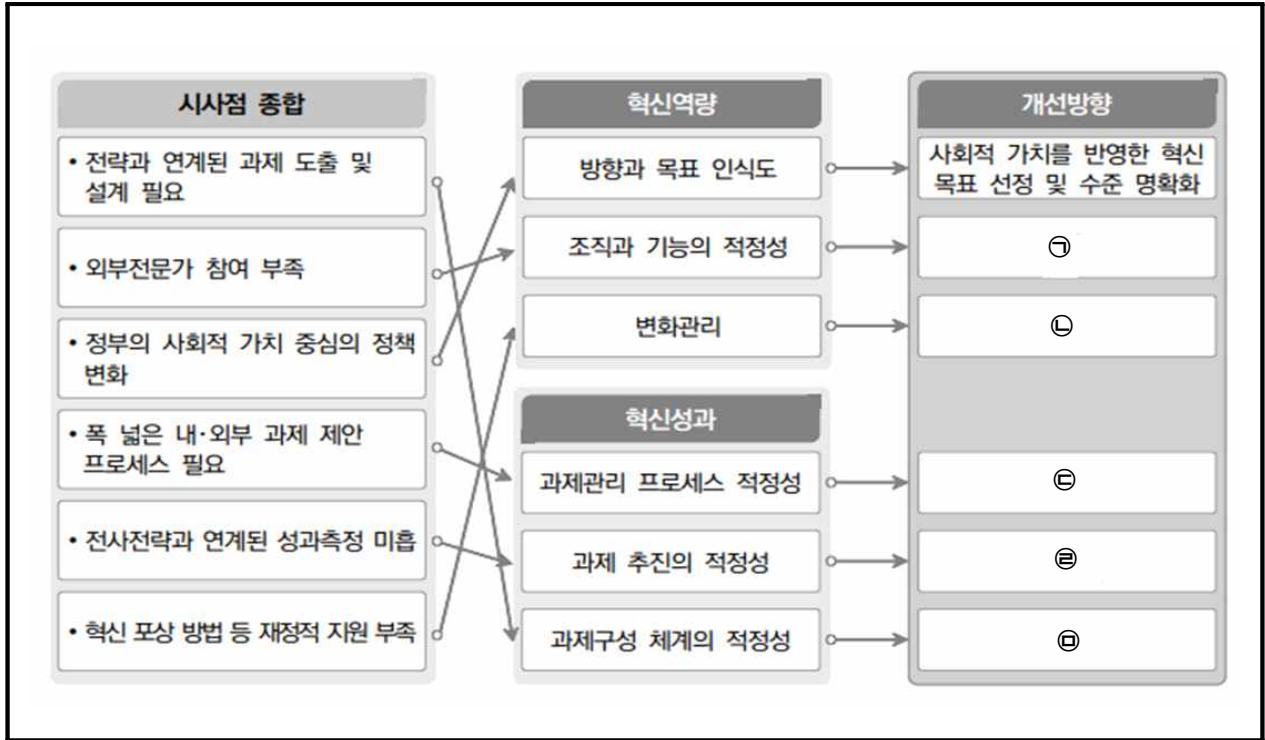 시사점 종합
• 전략과 연계된 과제 도출 및
설계 필요
• 외부전문가 참여 부족
• 정부의 사회적 가치 중심의 정책
변화
• 폭 넓은 내·외부 과제 제안
프로세스 필요
• 전사전략과 연계된 성과측정 미흡
• 혁신 포상 방법 등 재정적 지원 부족
혁신역량
방향과 목표 인식도
조직과 기능의 적정성
변화관리
혁신성과
과제관리 프로세스 적정성
과제 추진의 적정성
과제구성 체계의 적정성
개선방향
사회적 가치를 반영한 혁신
목표 선정 및 수준 명확화
㉠
㉡
㉢
㉣
㉤